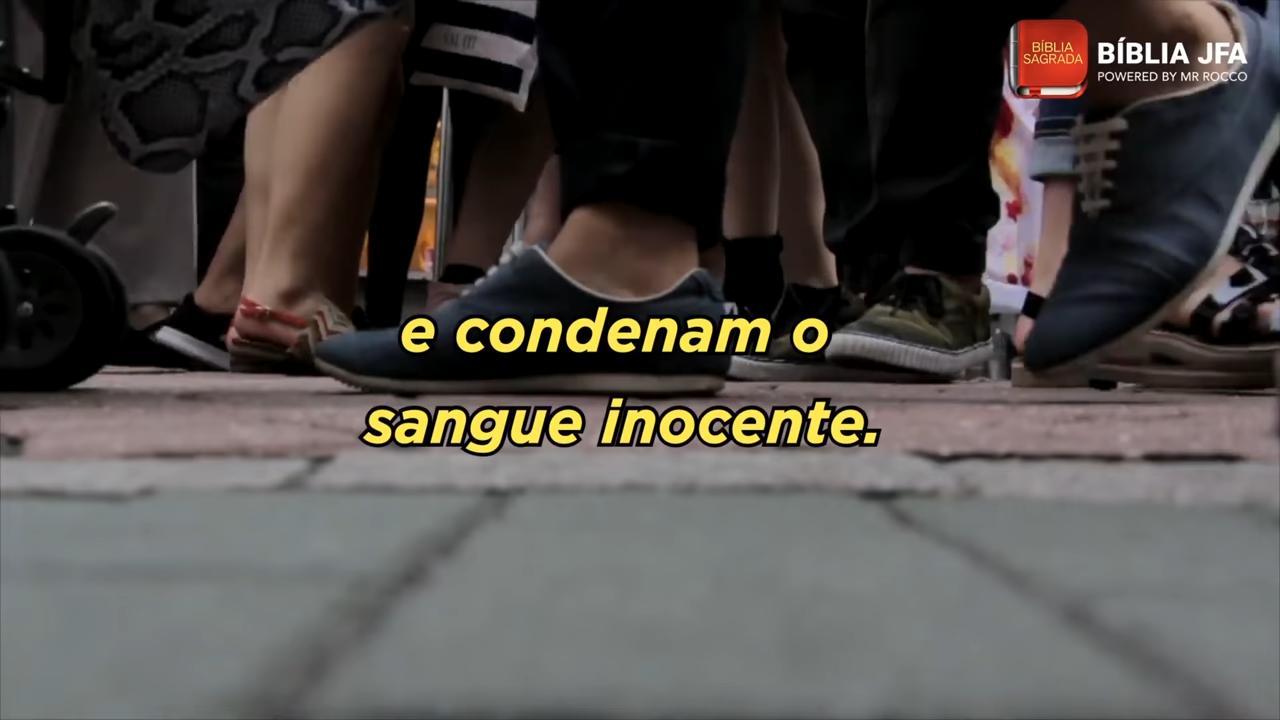 BÍBLIA
SAGRADA
BÍBLIA JFA
POWERED BY MR ROCCO
e condenam o
sangue inocente.